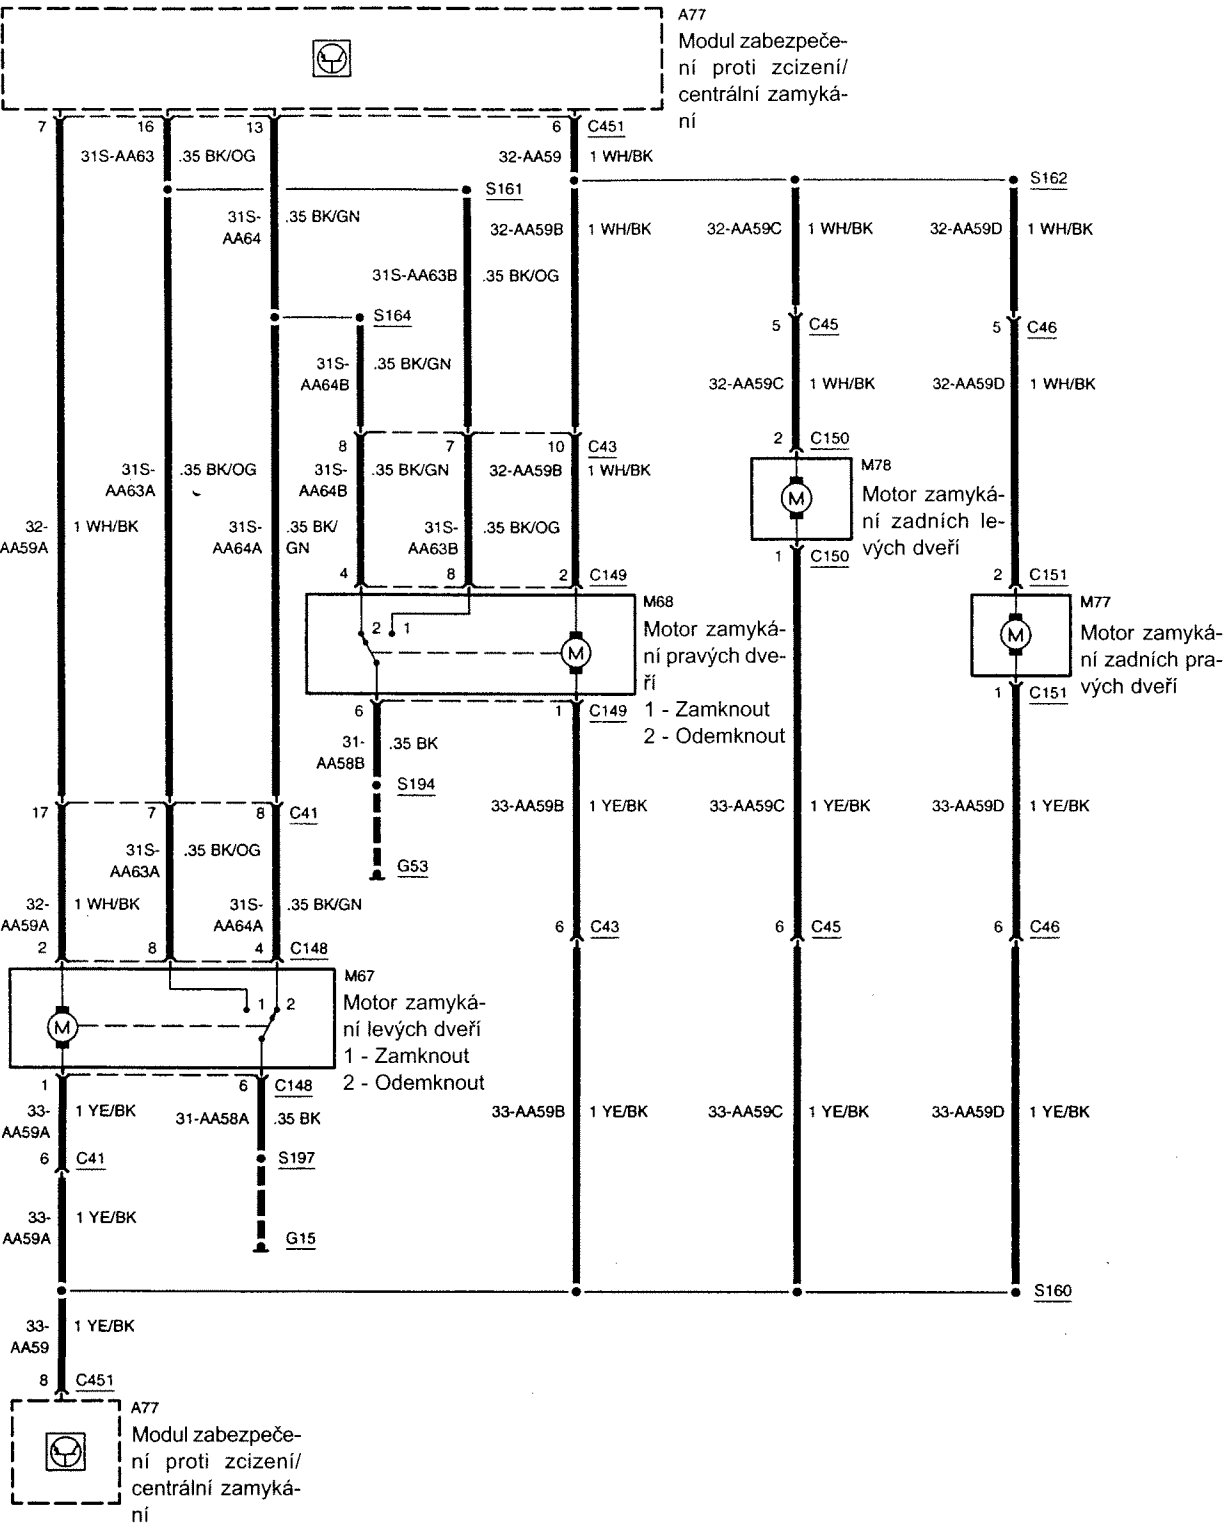 A77
Modul zabezpeče-
ní proti zcizení/
centrální zamyká-
ní
7 16 13 6 C451
31S-AA63 .35 BK/OG 32-AA59 1 WH/BK
S161 S162
31S- .35 BK/GN
AA64
32-AA59B 1 WH/BK 32-AA59C 1 WH/BK 32-AA59D 1 WH/BK
31S-AA63B .35 BK/OG
S164
5 C45 5 C46
31S- .35 BK/GN
AA64B
32-AA59C 1 WH/BK 32-AA59D 1 WH/BK
8 7 10 C43 2 C150
31S- .35 BK/OG 31S- .35 BK/GN 32-AA59B 1 WH/BK
AA63A AA64B
M78
Motor zamyká-
ní zadních le-
vých dveří
32- 1 WH/BK 31S- .35 BK/ 31S- .35 BK/OG
AA59A AA64A GN AA63B
1 C150
4 8 2 C149 2 C151
M68
Motor zamyká-
ní pravých dve-
ří
1 - Zamknout
2 - Odemknout
2 1 M M M
M77
Motor zamyká-
ní zadních pra-
vých dveří
1 C151
6 1 C149
31- .35 BK
AA58B
S194
33-AA59B 1 YE/BK 33-AA59C 1 YE/BK 33-AA59D 1 YE/BK
17 7 8 C41
31S- .35 BK/OG
AA63A
G53
32- 1 WH/BK 31S- .35 BK/GN
AA59A AA64A
6 C43 6 C45 6 C46
2 8 4 C148
M67
Motor zamyká-
ní levých dveří
1 - Zamknout
2 - Odemknout
M 1 2
1 6 C148
33- 1 YE/BK 31-AA58A .35 BK
AA59A
33-AA59B 1 YE/BK 33-AA59C 1 YE/BK 33-AA59D 1 YE/BK
6 C41 S197
33- 1 YE/BK
AA59A
G15
S160
33- 1 YE/BK
AA59
8 C451
A77
Modul zabezpeče-
ní proti zcizení/
centrální zamyká-
ní